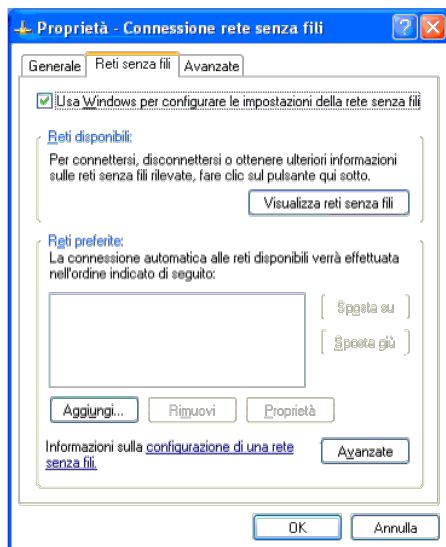 Proprietà - Connessione rete senza fili
Generale Reti senza fili Avanzate
Usa Windows per configurare le impostazioni della rete senza fili
Reti disponibili:
Per connettersi, disconnettersi o ottenere ulteriori informazioni
sulle reti senza fili rilevate, fare clic sul pulsante qui sotto.
Visualizza reti senza fili
Reti preferite:
La connessione automatica alle reti disponibili verrà effettuata
nell'ordine indicato di seguito:
Sposta su
Sposta giù
Aggiungi... Rimuovi Proprietà
Informazioni sulla configurazione di una rete
senza fili.
Avanzate
OK Annulla